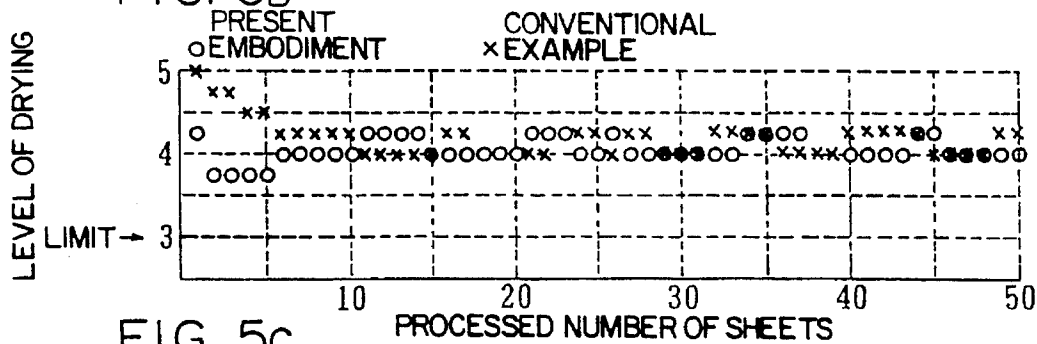 PRESENT CONVENTIONAL
○ EMBODIMENT × EXAMPLE
LEVEL OF DRYING
5
4
LIMIT→ 3
10 20 30 40 50
PROCESSED NUMBER OF SHEETS
FIG. 5c